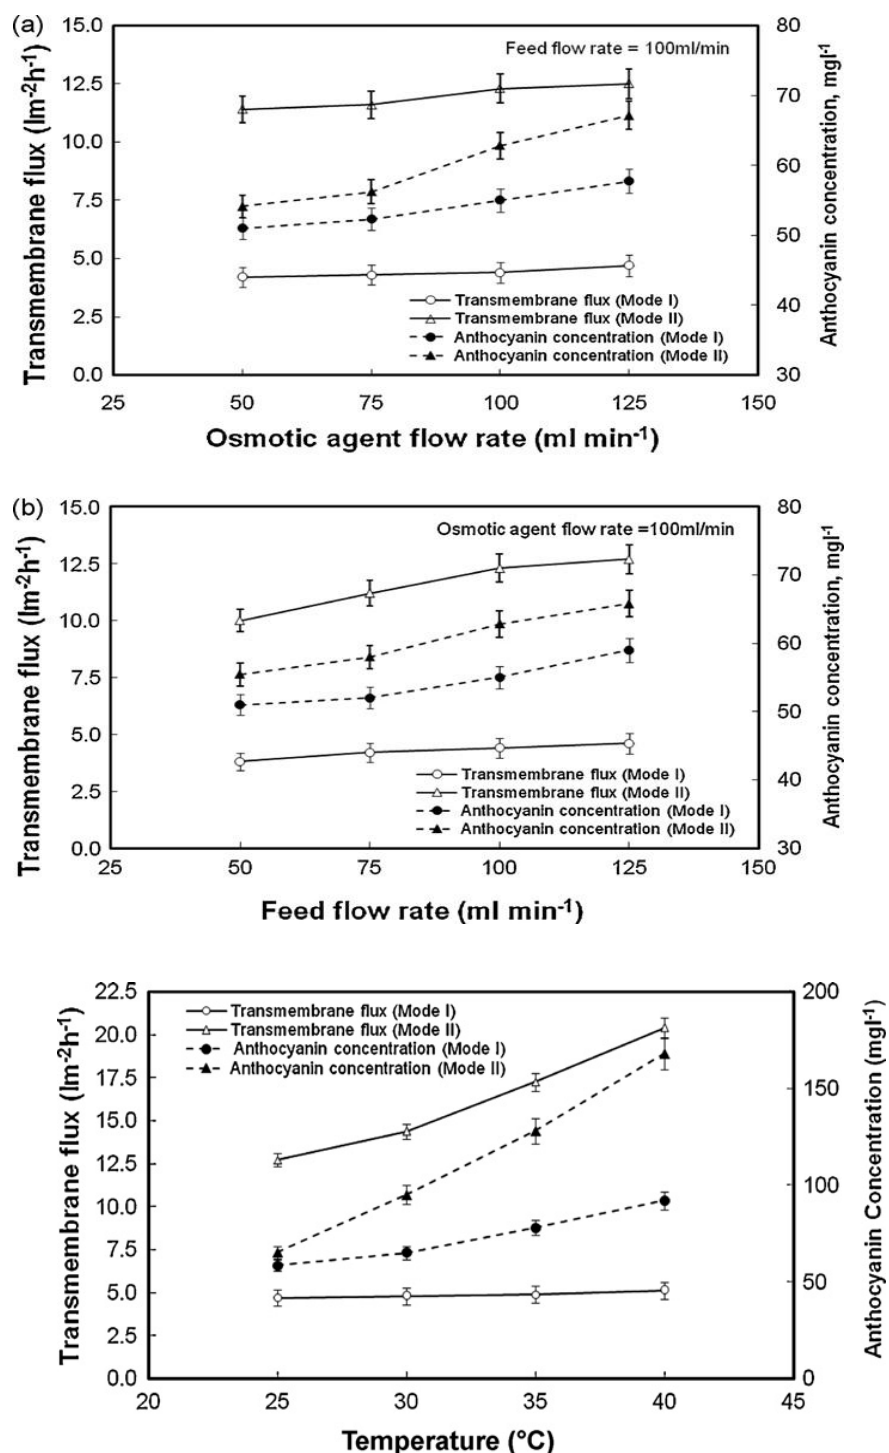 (a)
Transmembrane flux (lm-2h-1)
15.0
12.5
10.0
7.5
5.0
2.5
0.0
Feed flow rate = 100ml/min
Transmembrane flux (Mode I)
Transmembrane flux (Mode II)
Anthocyanin concentration (Mode I)
Anthocyanin concentration (Mode II)
80
70
60
50
40
30
Anthocyanin concentration, mgl-1
25 50 75 100 125 150
Osmotic agent flow rate (ml min-1)
(b)
Transmembrane flux (lm-2h-1)
15.0
12.5
10.0
7.5
5.0
2.5
0.0
Osmotic agent flow rate =100ml/min
Transmembrane flux (Mode I)
Transmembrane flux (Mode II)
Anthocyanin concentration (Mode I)
Anthocyanin concentration (Mode II)
80
70
60
50
40
30
Anthocyanin concentration, mgl-1
25 50 75 100 125 150
Feed flow rate (ml min-1)
Transmembrane flux (lm-2h-1)
22.5
20.0
17.5
15.0
12.5
10.0
7.5
5.0
2.5
0.0
Transmembrane flux (Mode I)
Transmembrane flux (Mode II)
Anthocyanin concentration (Mode I)
Anthocyanin concentration (Mode II)
200
150
100
50
0
Anthocyanin Concentration (mgl-1)
20 25 30 35 40 45
Temperature (°C)